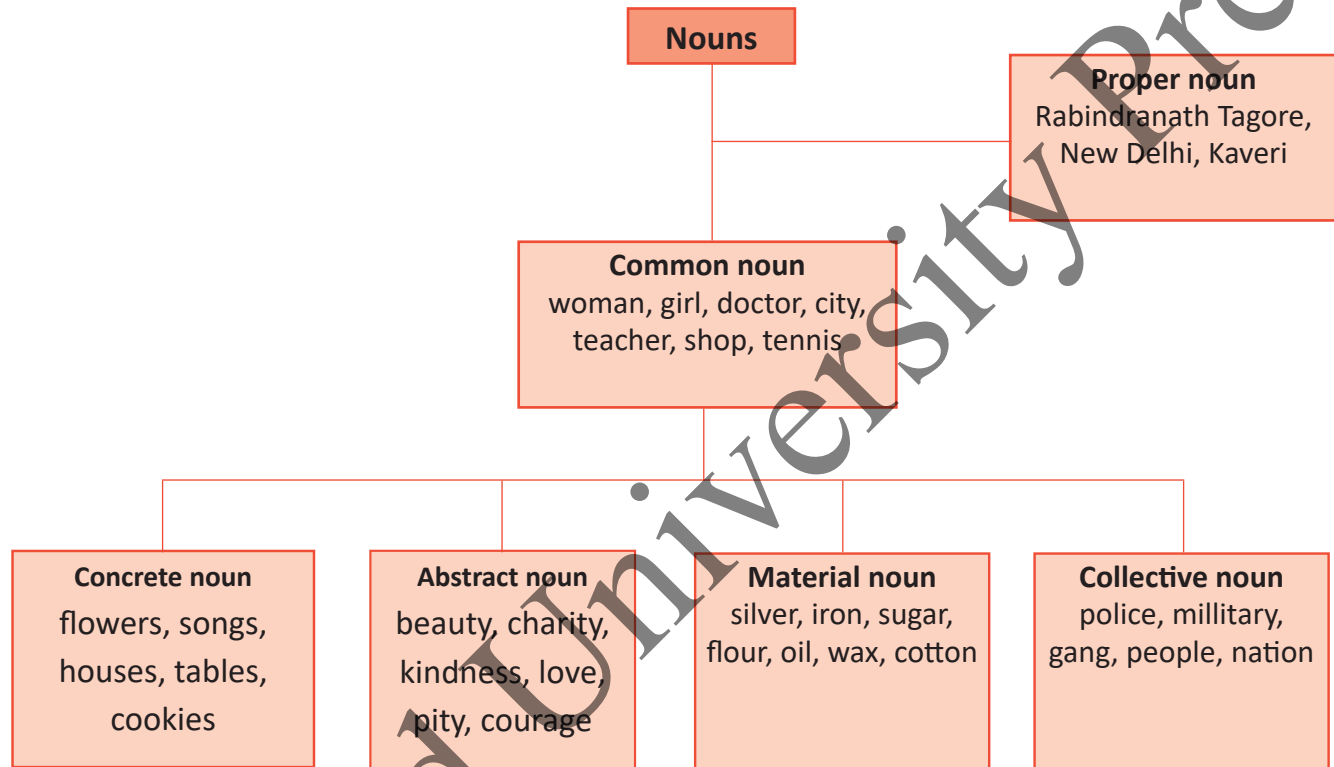 Nouns
Proper noun
Rabindranath Tagore,
New Delhi, Kaveri
Common noun
woman, girl, doctor, city,
teacher, shop, tennis
Concrete noun
flowers, songs,
houses, tables,
cookies
Abstract noun
beauty, charity,
kindness, love,
pity, courage
Material noun
silver, iron, sugar,
flour, oil, wax, cotton
Collective noun
police, millitary,
gang, people, nation
University